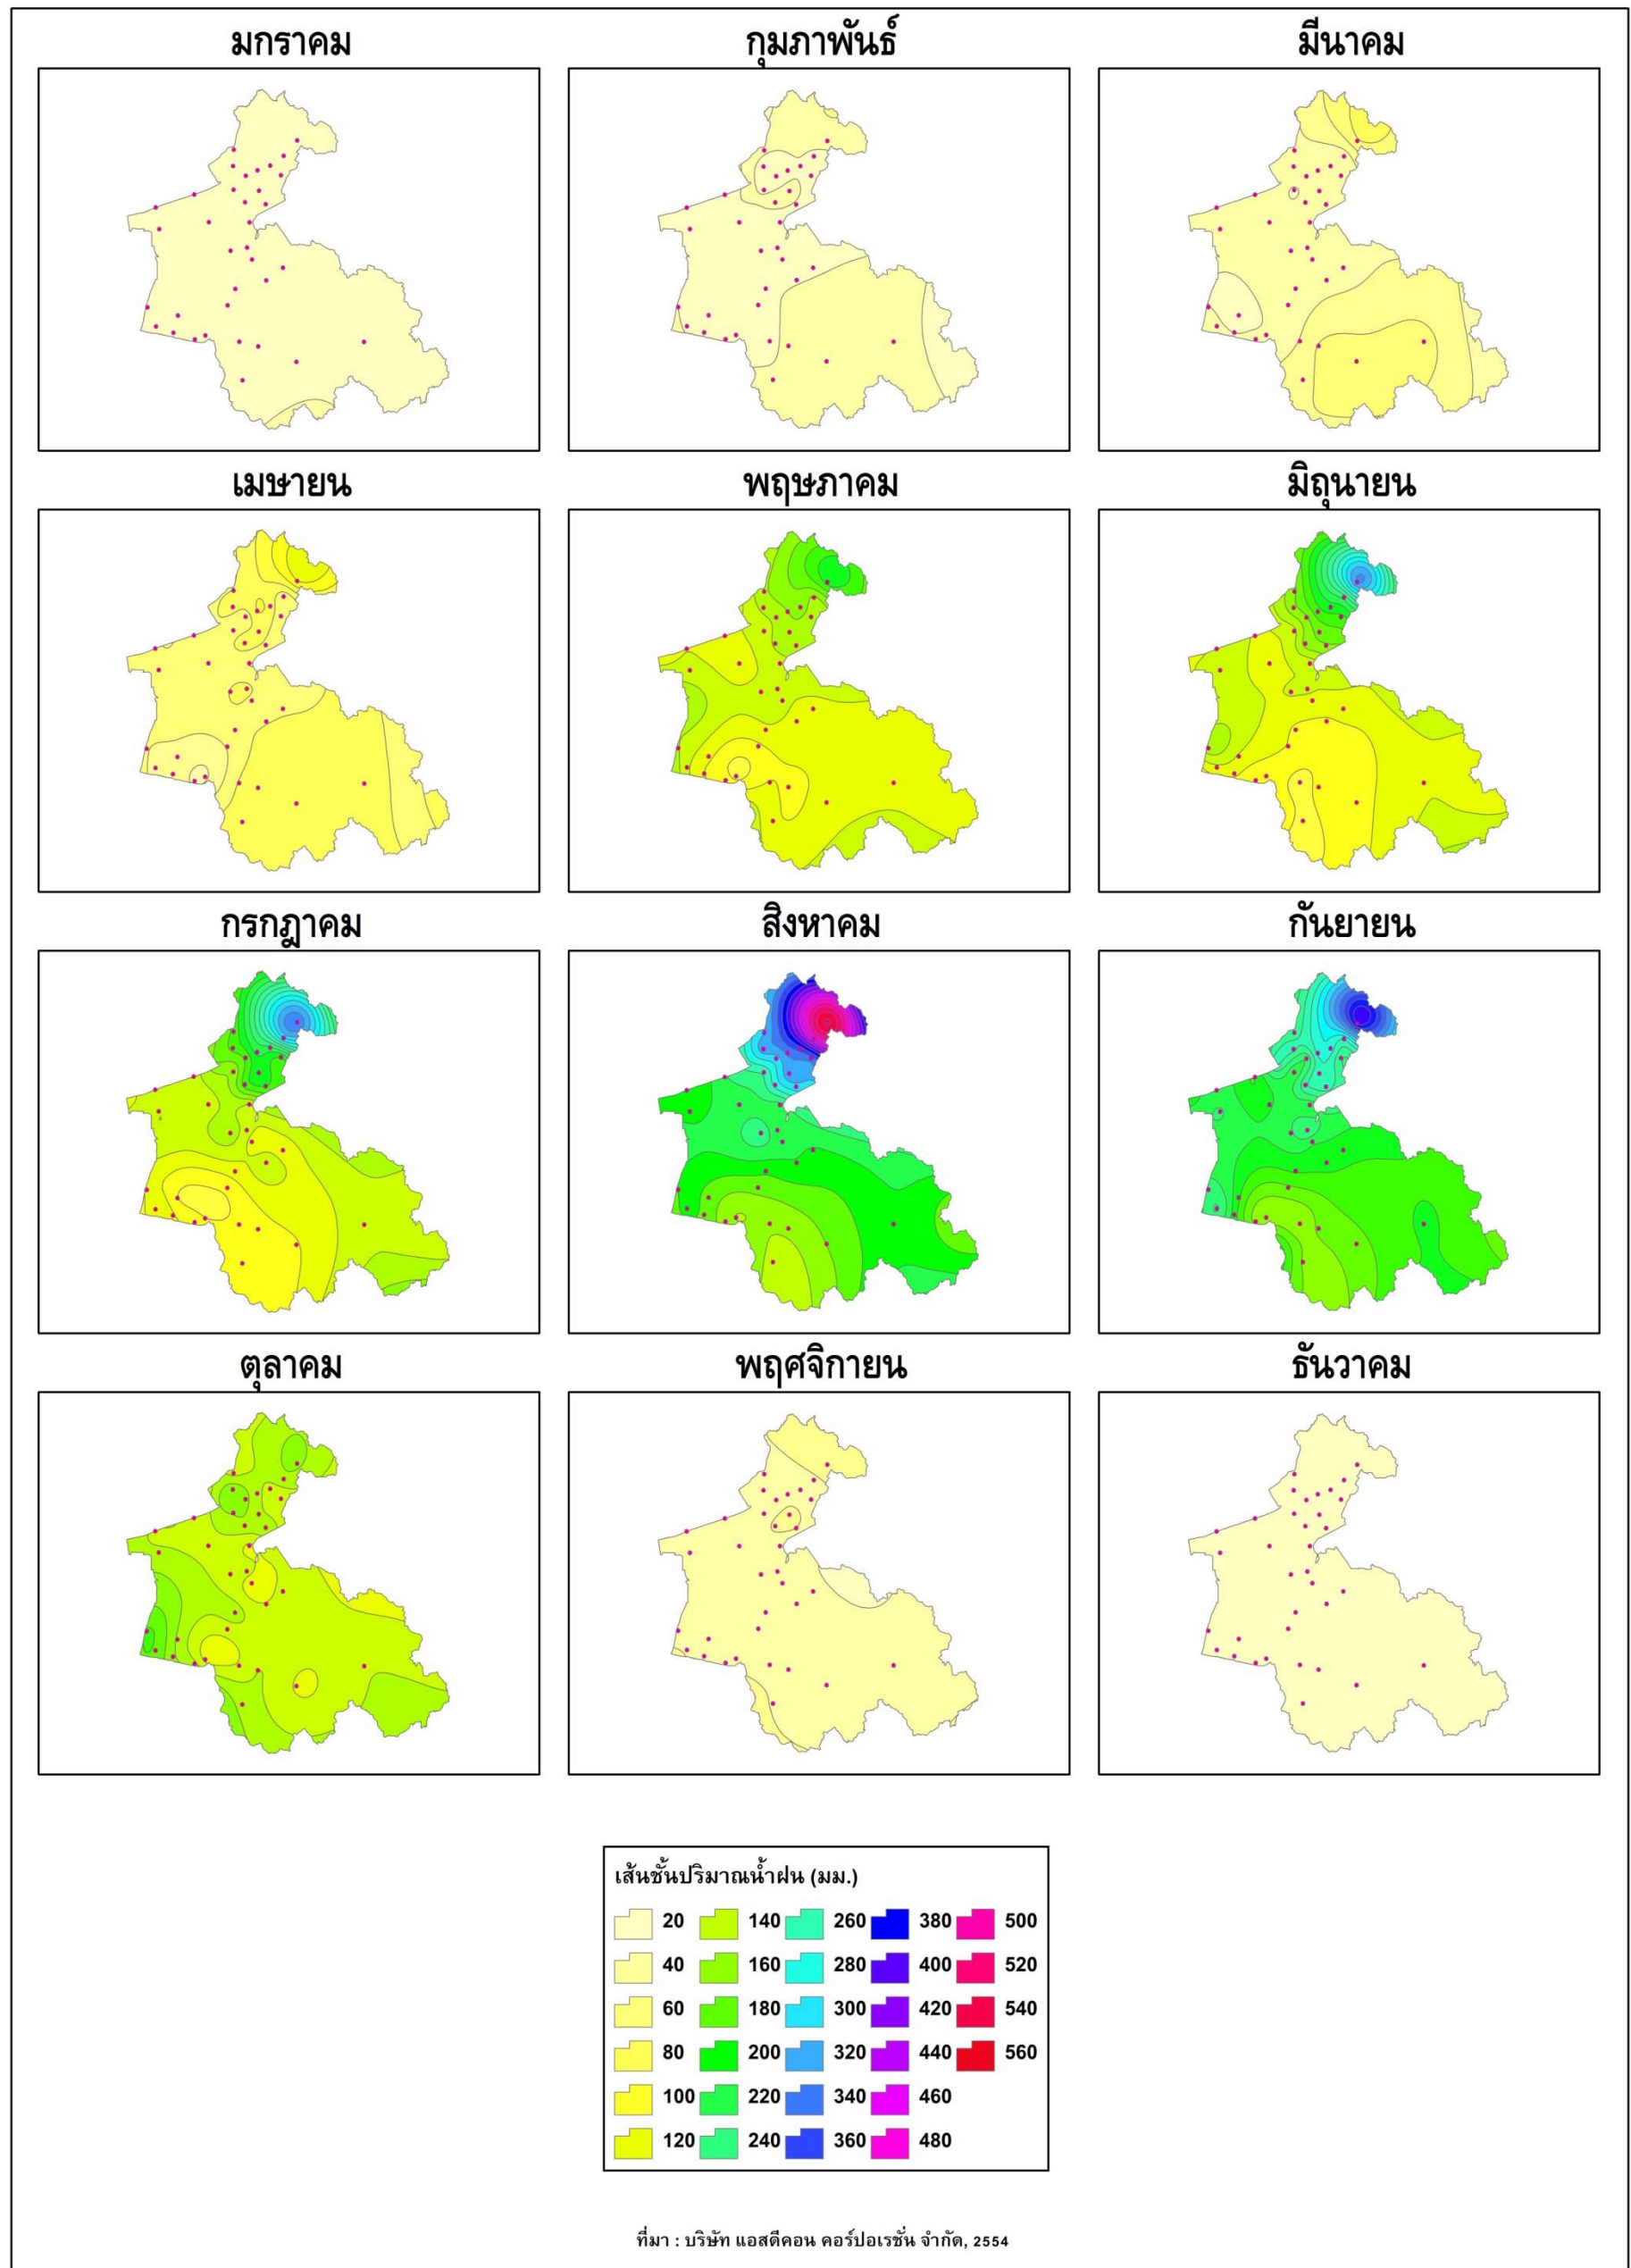 มกราคม
กุมภาพันธ์
มีนาคม
เมษายน
พฤษภาคม
มิถุนายน
กรกฎาคม
สิงหาคม
กันยายน
ตุลาคม
พฤศจิกายน
ธันวาคม
เส้นชั้นปริมาณน้ำฝน (มม.)
20 140 260 380 500
40 160 280 400 520
60 180 300 420 540
80 200 320 440 560
100 220 340 460
120 240 360 480
ที่มา : บริษัท แอสดีคอน คอร์ปอเรชั่น จำกัด, 2554